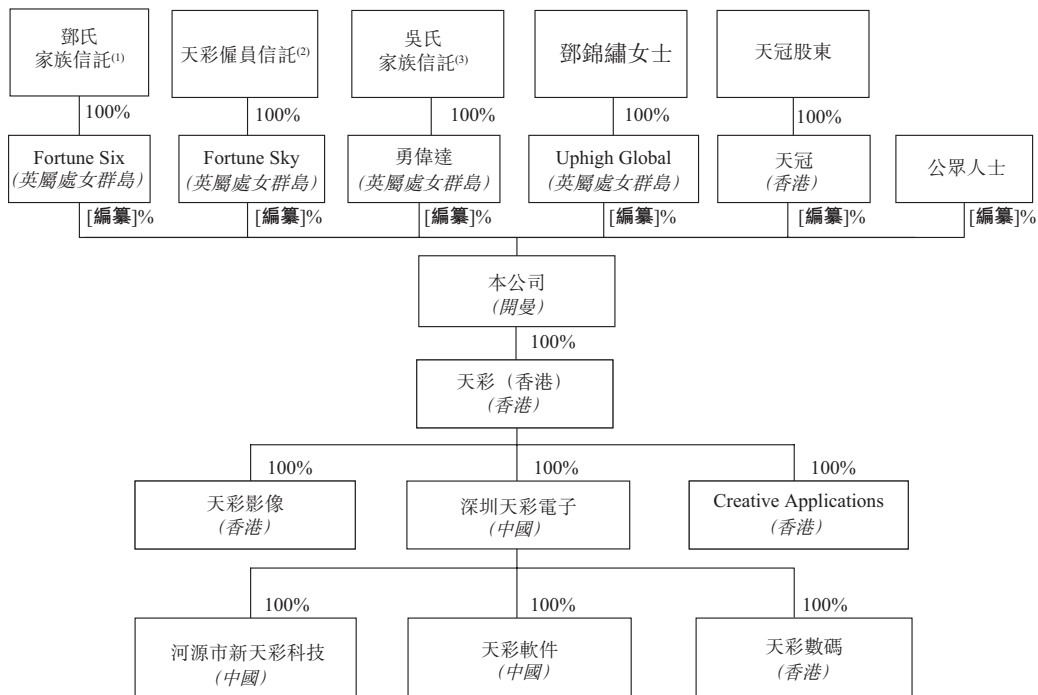 鄧氏
家族信託(1)
天彩僱員信託(2)
吳氏
家族信託(3)
鄧錦繡女士
天冠股東
100%
100%
100%
100%
100%
Fortune Six
(英屬處女群島)
Fortune Sky
(英屬處女群島)
勇偉達
(英屬處女群島)
Uphigh Global
(英屬處女群島)
天冠
(香港)
公眾人士
[編纂]%
[編纂]%
[編纂]%
[編纂]%
[編纂]%
[編纂]%
本公司
(開曼)
100%
天彩（香港）
(香港)
100%
100%
100%
天彩影像
(香港)
深圳天彩電子
(中國)
Creative Applications
(香港)
100%
100%
100%
河源市新天彩科技
(中國)
天彩軟件
(中國)
天彩數碼
(香港)